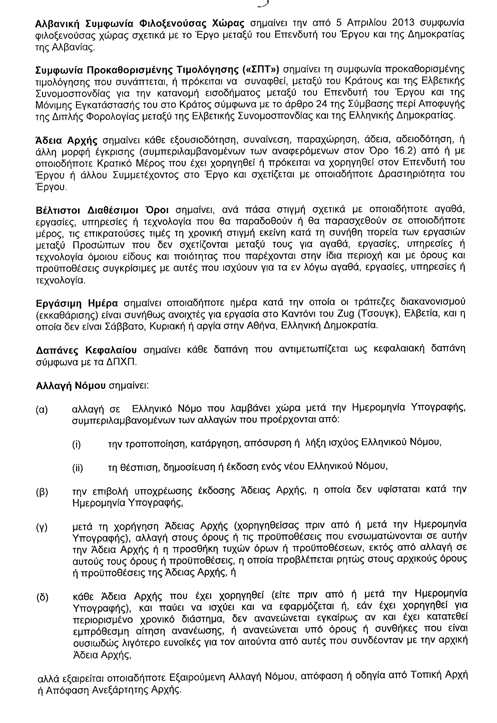 Αλβανική Συμφωνία Φιλοξενούσας Χώρας σημαίνει την από 5 Απριλίου 2013 συμφωνία
φιλοξενούσας χώρας σχετικά με το Έργο μεταξύ του Επενδυτή του Έργου και της Δημοκρατίας
της Αλβανίας.
Συμφωνία Προκαθορισμένης Τιμολόγησης («ΣΠΤ») σημαίνει τη συμφωνία προκαθορισμένης
τιμολόγησης που συνάπτεται, ή πρόκειται να συναφθεί, μεταξύ του Κράτους και της Ελβετικής
Συνομοσπονδίας για την κατανομή εισοδήματος μεταξύ του Επενδυτή του Έργου και της
Μόνιμης Εγκατάστασής του στο Κράτος σύμφωνα με το άρθρο 24 της Σύμβασης περί Αποφυγής
της Διπλής Φορολογίας μεταξύ της Ελβετικής Συνομοσπονδίας και της Ελληνικής Δημοκρατίας.
Άδεια Αρχής σημαίνει κάθε εξουσιοδότηση, συναίνεση, παραχώρηση, άδεια, αδειοδότηση, ή
άλλη μορφή έγκρισης (συμπεριλαμβανομένων των αναφερόμενων στον Όρο 16.2) από ή με
οποιοδήποτε Κρατικό Μέρος που έχει χορηγηθεί ή πρόκειται να χορηγηθεί στον Επενδυτή του
Έργου ή άλλου Συμμετέχοντος στο Έργο και σχετίζεται με οποιαδήποτε Δραστηριότητα του
Έργου.
Βέλτιστοι Διαθέσιμοι Όροι σημαίνει, ανά πάσα στιγμή σχετικά με οποιαδήποτε αγαθά,
εργασίες, υπηρεσίες ή τεχνολογία που θα παραδοθούν ή θα παρασχεθούν σε οποιοδήποτε
μέρος, τις επικρατούσες τιμές τη χρονική στιγμή εκείνη κατά τη συνήθη πορεία των εργασιών
μεταξύ Προσώπων που δεν σχετίζονται μεταξύ τους για αγαθά, εργασίες, υπηρεσίες ή
τεχνολογία όμοιου είδους και ποιότητας που παρέχονται στην ίδια περιοχή και με όρους και
προϋποθέσεις συγκρίσιμες με αυτές που ισχύουν για τα εν λόγω αγαθά, εργασίες, υπηρεσίες ή
τεχνολογία.
Εργάσιμη Ημέρα σημαίνει οποιαδήποτε ημέρα κατά την οποία οι τράπεζες διακανονισμού
(εκκαθάρισης) είναι συνήθως ανοιχτές για εργασία στο Καντόνι του Zug (Τσουγκ), Ελβετία, και η
οποία δεν είναι Σάββατο, Κυριακή ή αργία στην Αθήνα, Ελληνική Δημοκρατία.
Δαπάνες Κεφαλαίου σημαίνει κάθε δαπάνη που αντιμετωπίζεται ως κεφαλαιακή δαπάνη
σύμφωνα με τα ΔΠΧΠ.
Αλλαγή Νόμου σημαίνει:
(α) αλλαγή σε Ελληνικό Νόμο που λαμβάνει χώρα μετά την Ημερομηνία Υπογραφής,
συμπεριλαμβανομένων των αλλαγών που προέρχονται από:
(i) την τροποποίηση, κατάργηση, απόσυρση ή λήξη ισχύος Ελληνικού Νόμου,
(ii) τη θέσπιση, δημοσίευση ή έκδοση ενός νέου Ελληνικού Νόμου,
(β) την επιβολή υποχρέωσης έκδοσης Άδειας Αρχής, η οποία δεν υφίσταται κατά την
Ημερομηνία Υπογραφής,
(γ) μετά τη χορήγηση Άδειας Αρχής (χορηγηθείσας πριν από ή μετά την Ημερομηνία
Υπογραφής), αλλαγή στους όρους ή τις προϋποθέσεις που ενσωματώνονται σε αυτήν
την Άδεια Αρχής ή η προσθήκη τυχών όρων ή προϋποθέσεων, εκτός από αλλαγή σε
αυτούς τους όρους ή προϋποθέσεις, η οποία προβλέπεται ρητώς στους αρχικούς όρους
ή προϋποθέσεις της Άδειας Αρχής, ή
(δ) κάθε Άδεια Αρχής που έχει χορηγηθεί (είτε πριν από ή μετά την Ημερομηνία
Υπογραφής), και παύει να ισχύει και να εφαρμόζεται ή, εάν έχει χορηγηθεί για
περιορισμένο χρονικό διάστημα, δεν ανανεώνεται εγκαίρως αν και έχει κατατεθεί
εμπρόθεσμη αίτηση ανανέωσης, ή ανανεώνεται υπό όρους ή συνθήκες που είναι
ουσιωδώς λιγότερο ευνοϊκές για τον αιτούντα από αυτές που συνδέονταν με την αρχική
Άδεια Αρχής,
αλλά εξαιρείται οποιαδήποτε Εξαιρούμενη Αλλαγή Νόμου, απόφαση ή οδηγία από Τοπική Αρχή
ή Απόφαση Ανεξάρτητης Αρχής.